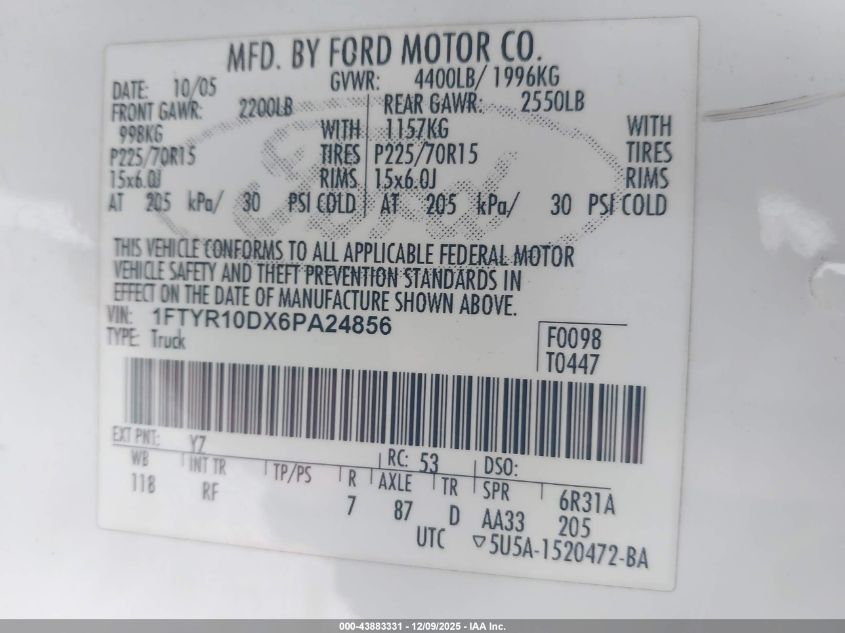 MFD. BY FORD MOTOR CO.
DATE: 10/05 GVWR: 4400LB/ 1996KG
FRONT GAWR: 2200LB REAR GAWR: 2550LB
998KG WITH 1157KG WITH
P225/70R15 TIRES P225/70R15 TIRES
15x6.0J RIMS 15x6.0J RIMS
AT 205 kPa/ 30 PSI COLD AT 205 kPa/ 30 PSI COLD
Ford
THIS VEHICLE CONFORMS TO ALL APPLICABLE FEDERAL MOTOR
VEHICLE SAFETY AND THEFT PREVENTION STANDARDS IN
EFFECT ON THE DATE OF MANUFACTURE SHOWN ABOVE.
VIN: 1FTYR10DX6PA24856
TYPE: Truck
F0098
T0447
EXT PNT: YZ RC: 53 DSO:
WB INT TR TP/PS R AXLE TR SPR 6R31A
118 RF 7 87 D AA33 205
UTC ▽5U5A-1520472-BA
000-43883331 - 12/09/2025 - IAA Inc.